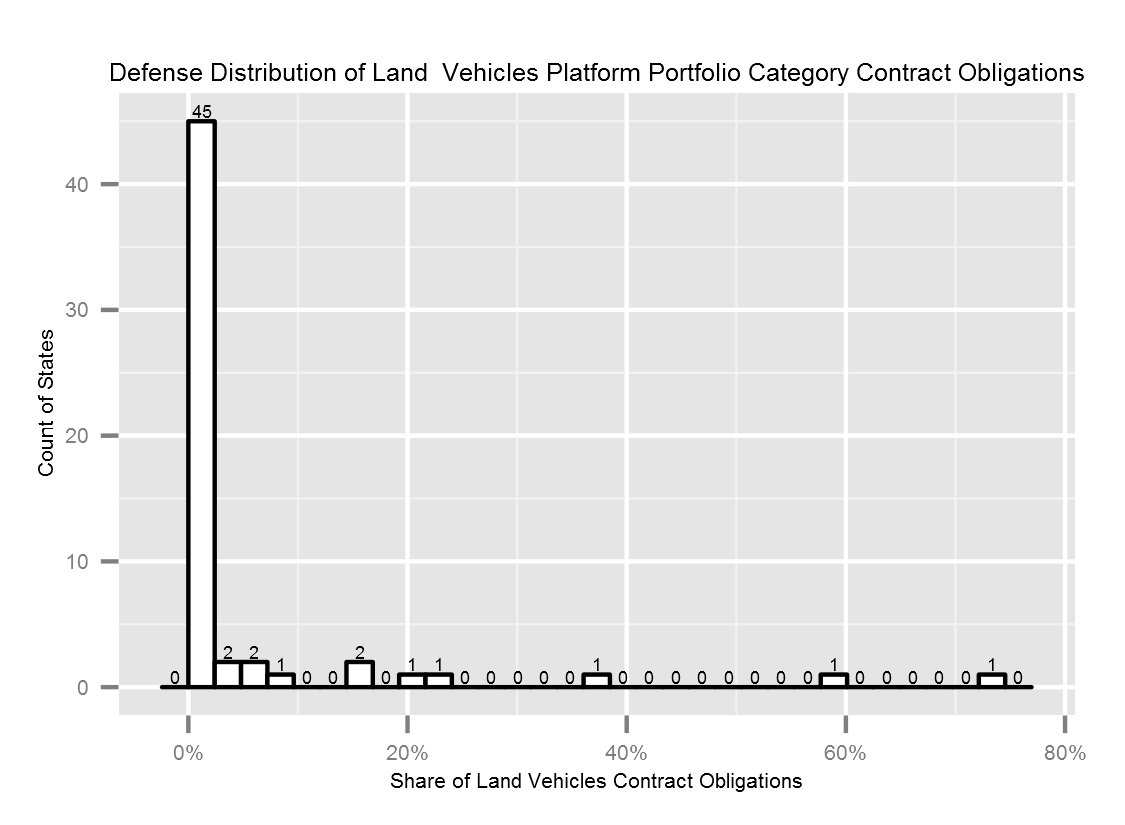 Defense Distribution of Land  Vehicles Platform Portfolio Category Contract Obligations
45
40
30
20
10
0
Count of States
0 2 2 1 0 0 2 0 1 1 0 0 0 0 0 1 0 0 0 0 0 0 0 0 1 0 0 0 0 0 1 0
0% 20% 40% 60% 80%
Share of Land Vehicles Contract Obligations